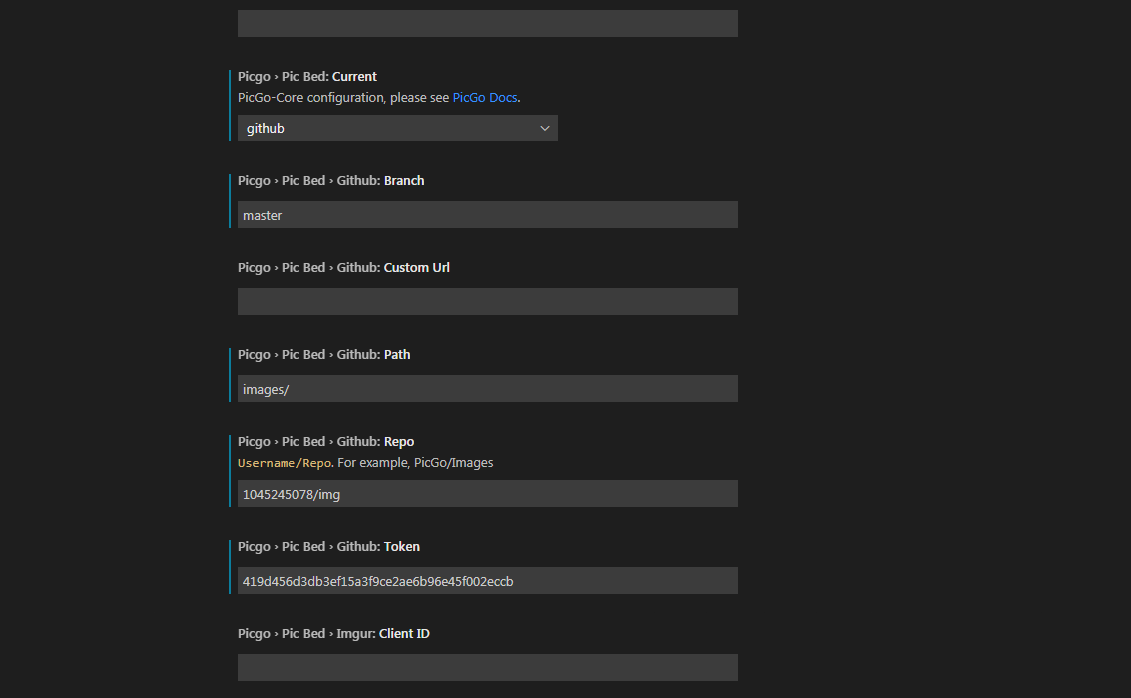 Picgo › Pic Bed: Current
PicGo-Core configuration, please see PicGo Docs.
github
Picgo › Pic Bed › Github: Branch
master
Picgo › Pic Bed › Github: Custom Url
Picgo › Pic Bed › Github: Path
images/
Picgo › Pic Bed › Github: Repo
Username/Repo. For example, PicGo/Images
1045245078/img
Picgo › Pic Bed › Github: Token
419d456d3db3ef15a3f9ce2ae6b96e45f002eccb
Picgo › Pic Bed › Imgur: Client ID